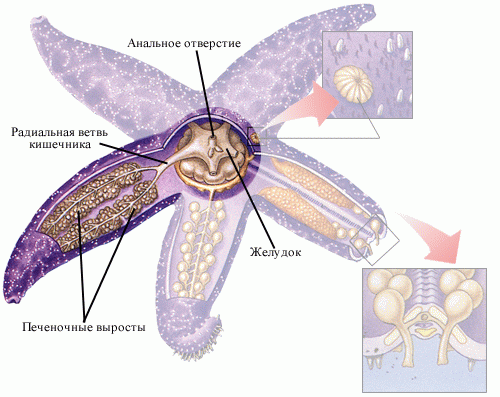 Анальное отверстие
Радиальная ветвь
кишечника
Желудок
Печеночные выросты